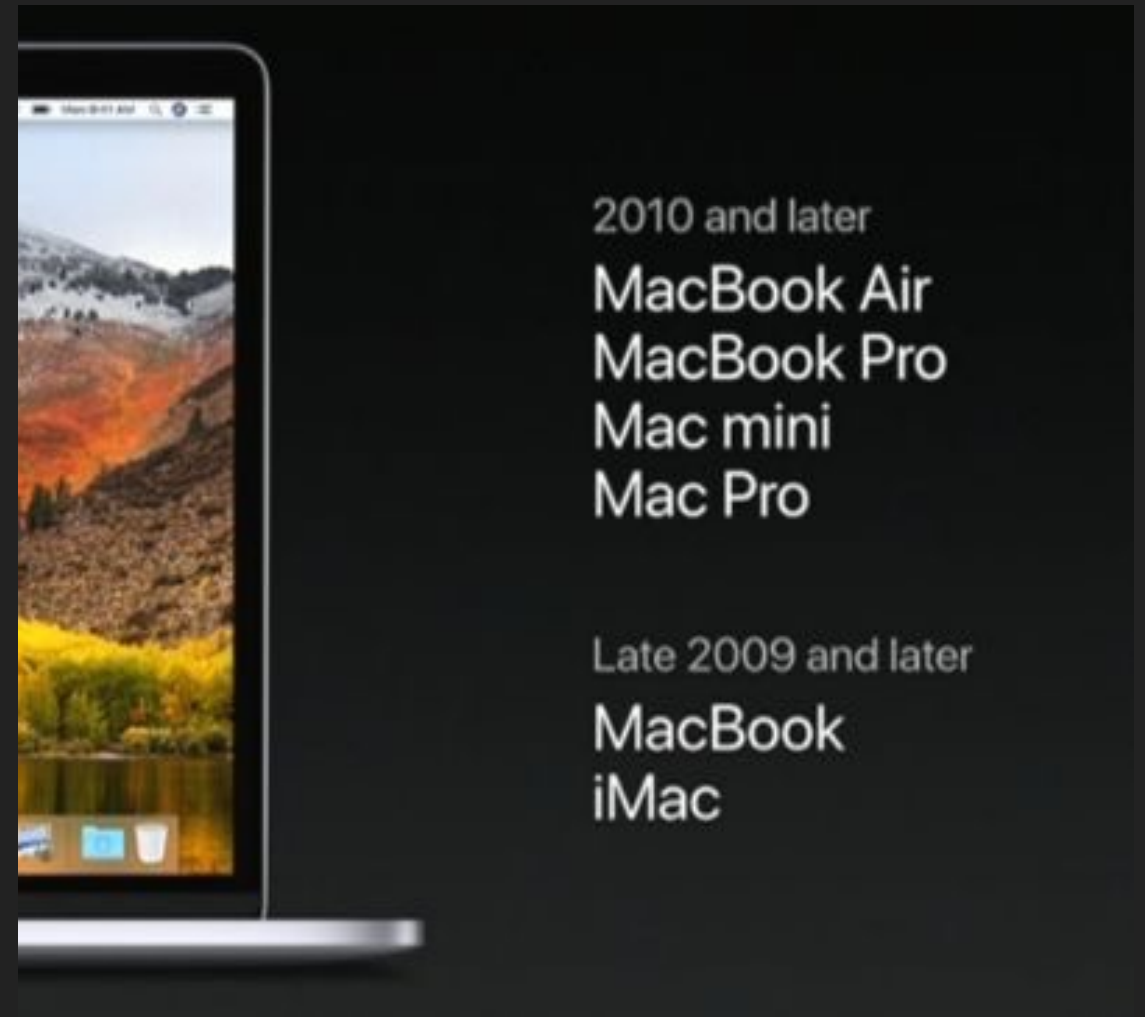 2010 and later
MacBook Air
MacBook Pro
Mac mini
Mac Pro
Late 2009 and later
MacBook
iMac